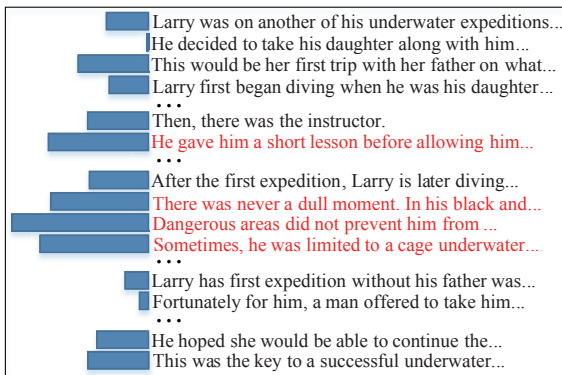 Larry was on another of his underwater expeditions...
He decided to take his daughter along with him...
This would be her first trip with her father on what...
Larry first began diving when he was his daughter...
...
Then, there was the instructor.
He gave him a short lesson before allowing him...
...
After the first expedition, Larry is later diving...
There was never a dull moment. In his black and...
Dangerous areas did not prevent him from ...
Sometimes, he was limited to a cage underwater...
...
Larry has first expedition without his father was...
Fortunately for him, a man offered to take him...
...
He hoped she would be able to continue the...
This was the key to a successful underwater...